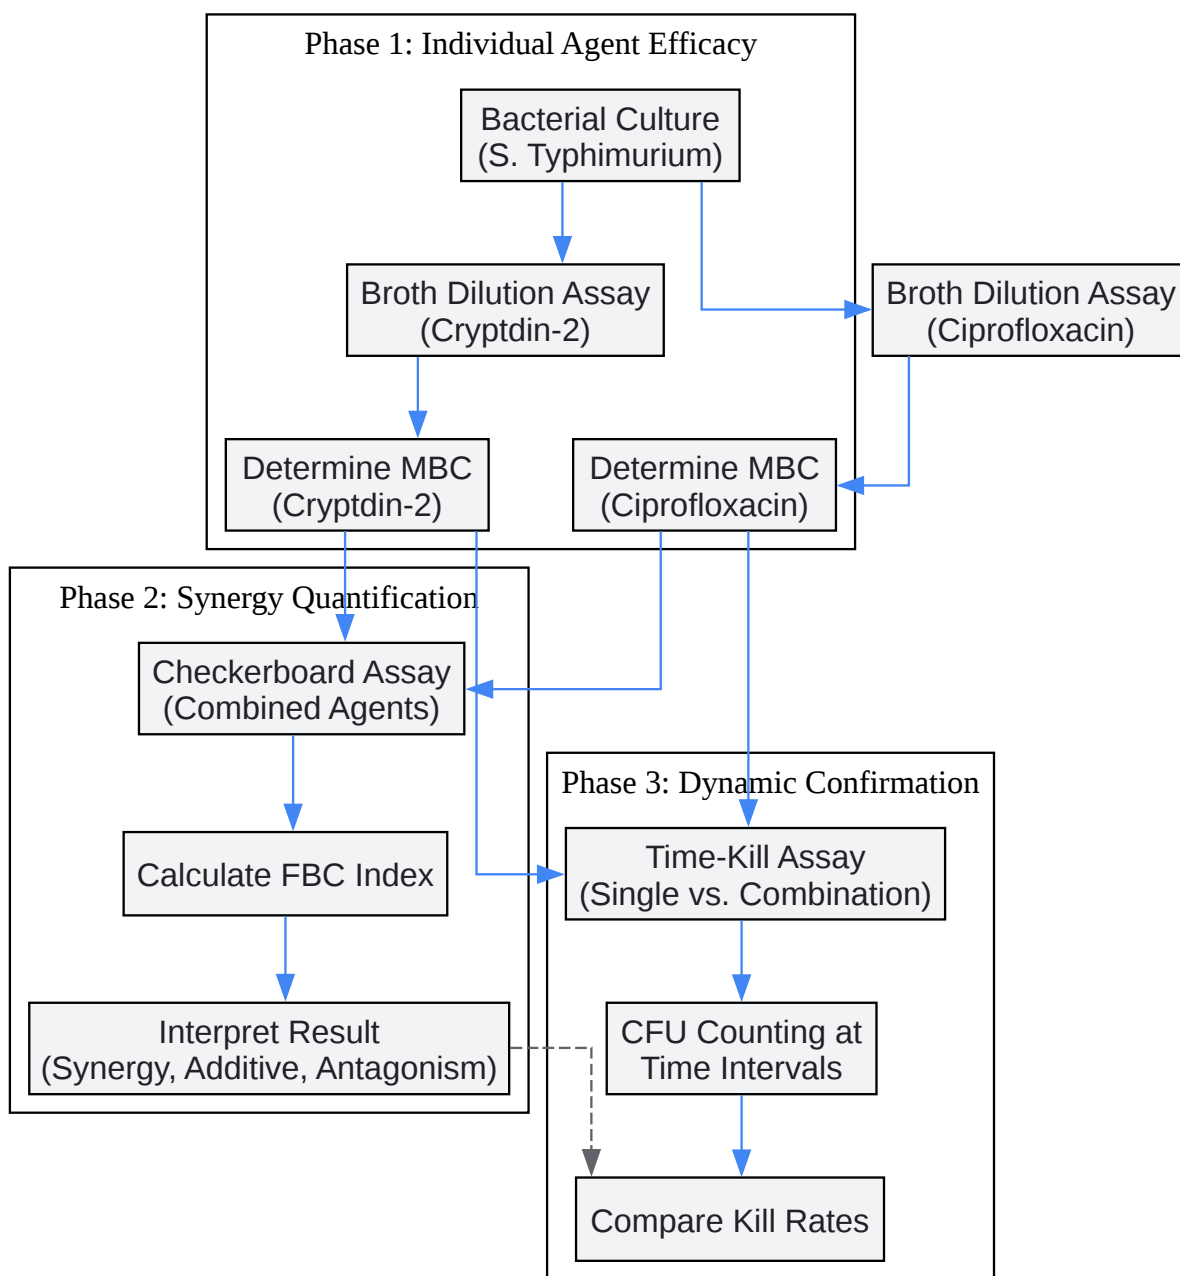 Phase 1: Individual Agent Efficacy
Bacterial Culture
(S. Typhimurium)
Broth Dilution Assay
(Cryptdin-2)
Broth Dilution Assay
(Ciprofloxacin)
Determine MBC
(Cryptdin-2)
Determine MBC
(Ciprofloxacin)
Phase 2: Synergy Quantification
Checkerboard Assay
(Combined Agents)
Calculate FBC Index
Interpret Result
(Synergy, Additive, Antagonism)
Phase 3: Dynamic Confirmation
Time-Kill Assay
(Single vs. Combination)
CFU Counting at
Time Intervals
Compare Kill Rates